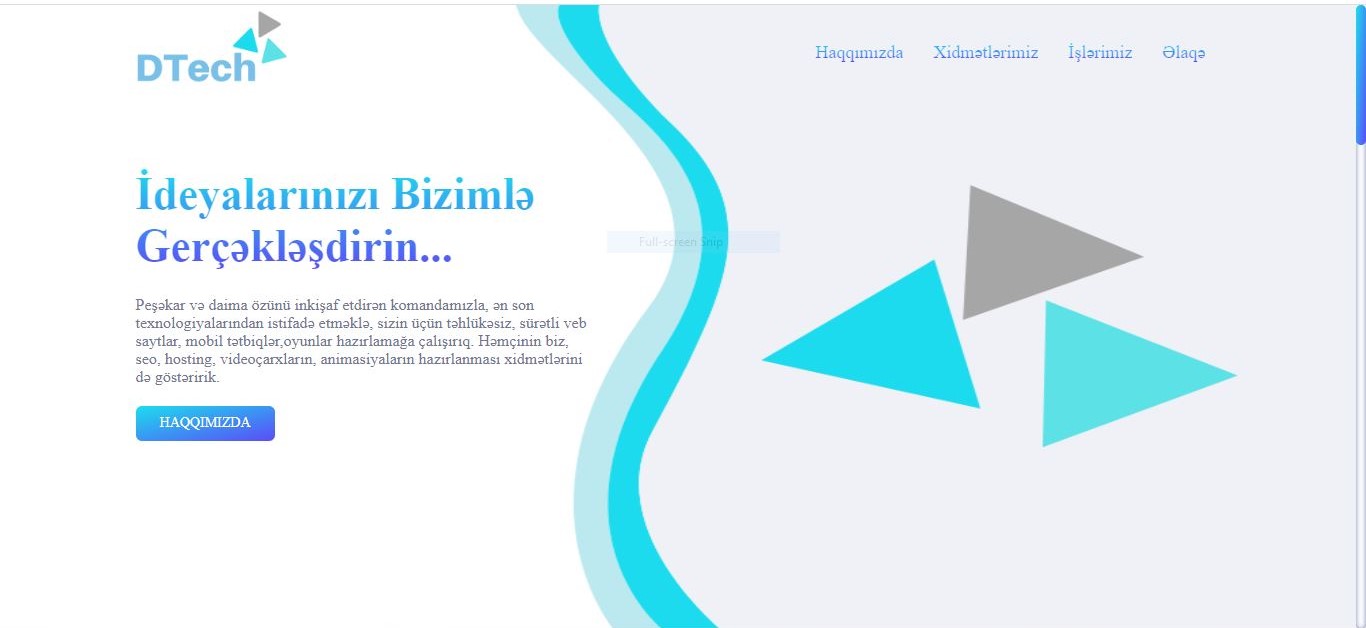 DTech
Haqqımızda Xidmətlərimiz İşlərimiz Əlaqə
İdeyalarınızı Bizimlə
Gerçəkləşdirin...
Full-screen Snip
Peşəkar və daima özünü inkişaf etdirən komandamızla, ən son
texnologiyalarından istifadə etməklə, sizin üçün təhlükəsiz, sürətli veb
saytlar, mobil tətbiqlər,oyunlar hazırlamağa çalışırıq. Həmçinin biz,
seo, hosting, videoçarxların, animasiyaların hazırlanması xidmətlərini
də göstəririk.
HAQQIMIZDA